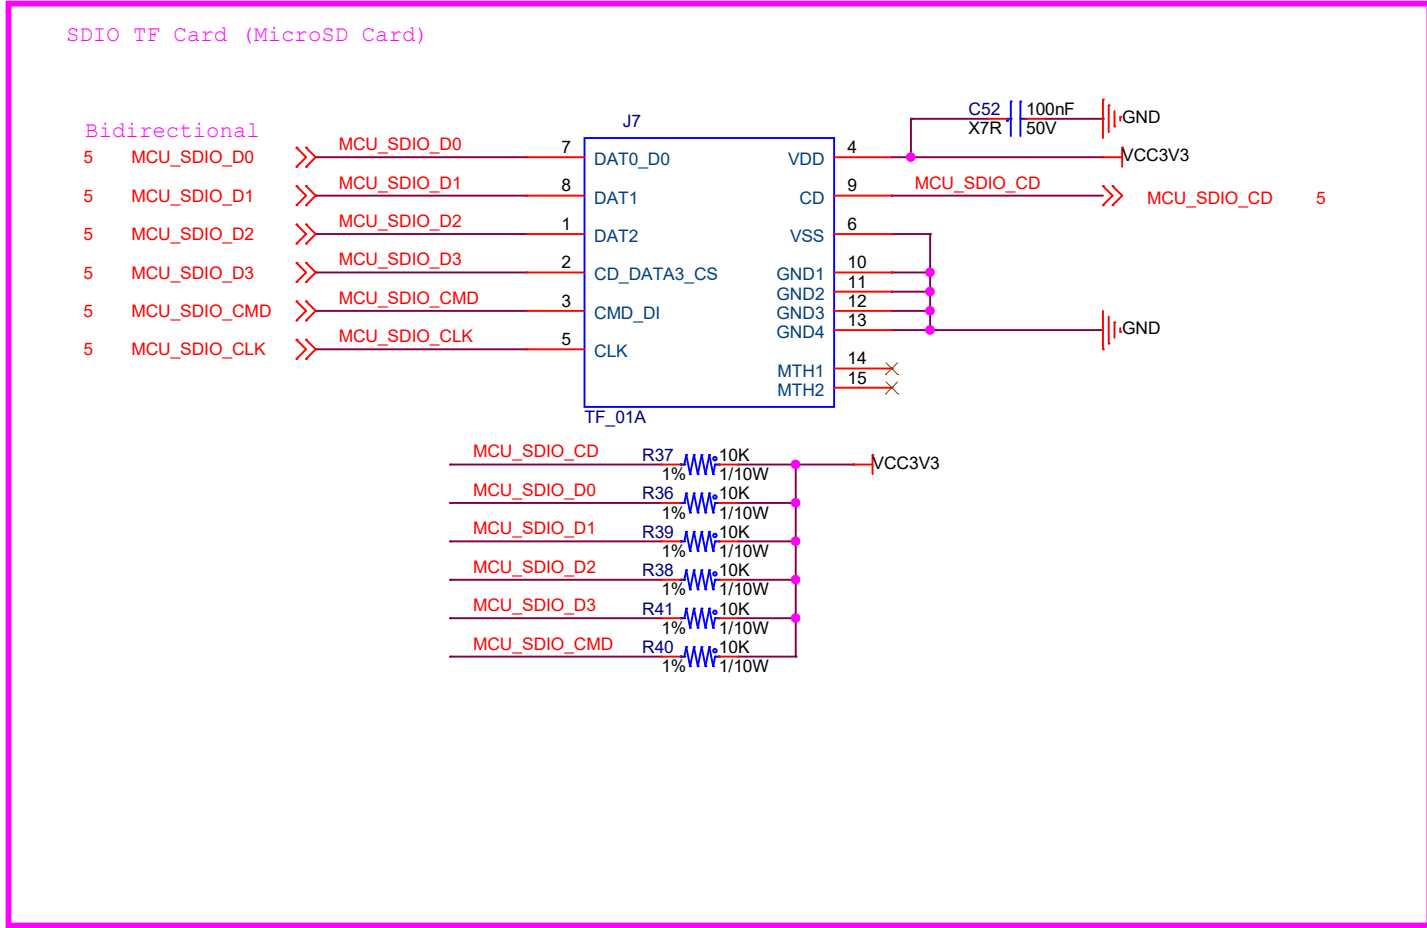 SDIO TF Card (MicroSD Card)
C52 100nF
X7R 50V
GND
J7
Bidirectional
5 MCU_SDIO_D0 MCU_SDIO_D0 7 DAT0_D0 VDD 4 VCC3V3
5 MCU_SDIO_D1 MCU_SDIO_D1 8 DAT1 CD 9 MCU_SDIO_CD MCU_SDIO_CD 5
5 MCU_SDIO_D2 MCU_SDIO_D2 1 DAT2 VSS 6
5 MCU_SDIO_D3 MCU_SDIO_D3 2 CD_DATA3_CS GND1 10
GND2 11
5 MCU_SDIO_CMD MCU_SDIO_CMD 3 CMD_DI GND3 12
GND4 13 GND
5 MCU_SDIO_CLK MCU_SDIO_CLK 5 CLK
MTH1 14
MTH2 15
TF_01A
MCU_SDIO_CD R37 10K VCC3V3
1% 1/10W
MCU_SDIO_D0 R36 10K
1% 1/10W
MCU_SDIO_D1 R39 10K
1% 1/10W
MCU_SDIO_D2 R38 10K
1% 1/10W
MCU_SDIO_D3 R41 10K
1% 1/10W
MCU_SDIO_CMD R40 10K
1% 1/10W